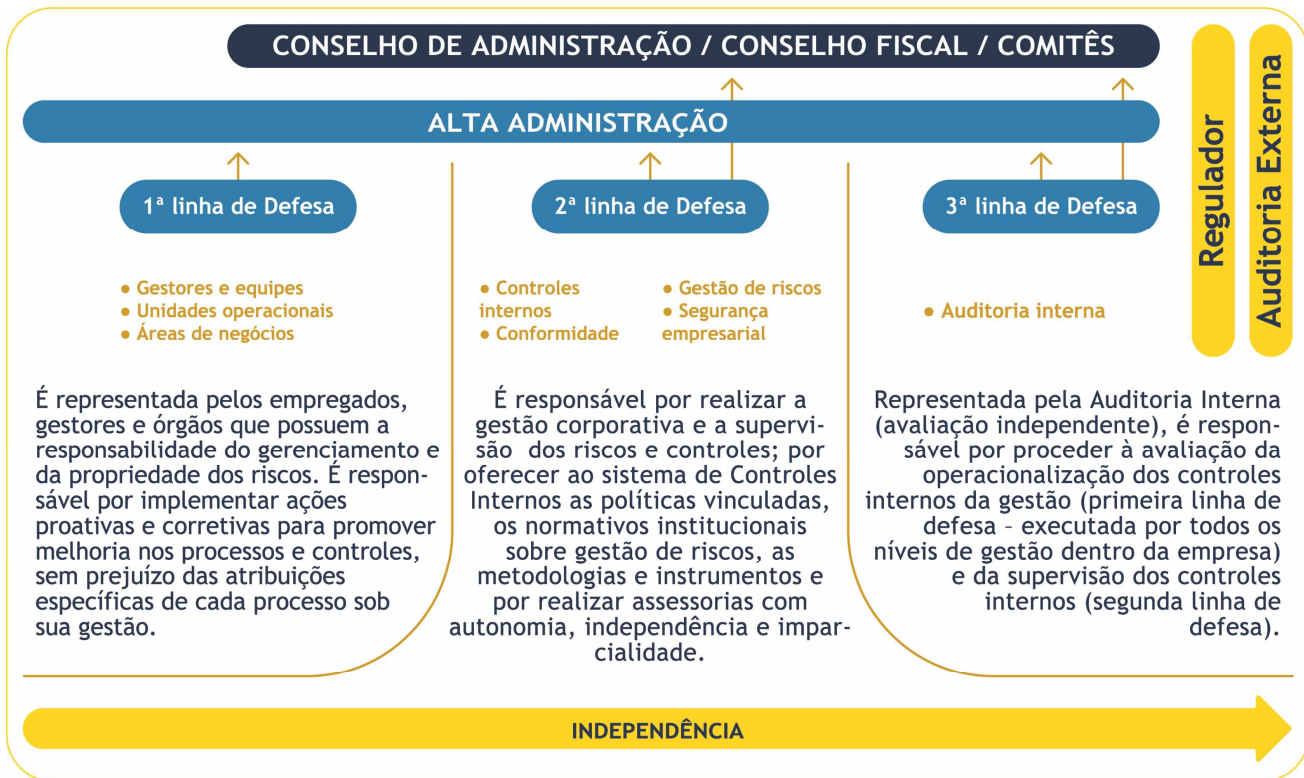 CONSELHO DE ADMINISTRAÇÃO / CONSELHO FISCAL / COMITÊS
ALTA ADMINISTRAÇÃO
1ª linha de Defesa
● Gestores e equipes
● Unidades operacionais
● Áreas de negócios
É representada pelos empregados,
gestores e órgãos que possuem a
responsabilidade do gerenciamento e
da propriedade dos riscos. É respon-
sável por implementar ações
proativas e corretivas para promover
melhoria nos processos e controles,
sem prejuízo das atribuições
específicas de cada processo sob
sua gestão.
2ª linha de Defesa
● Controles
internos
● Conformidade
● Gestão de riscos
● Segurança
empresarial
É responsável por realizar a
gestão corporativa e a supervi-
são dos riscos e controles; por
oferecer ao sistema de Controles
Internos as políticas vinculadas,
os normativos institucionais
sobre gestão de riscos, as
metodologias e instrumentos e
por realizar assessorias com
autonomia, independência e impar-
cialidade.
3ª linha de Defesa
● Auditoria interna
Representada pela Auditoria Interna
(avaliação independente), é respon-
sável por proceder à avaliação da
operacionalização dos controles
internos da gestão (primeira linha de
defesa – executada por todos os
níveis de gestão dentro da empresa)
e da supervisão dos controles
internos (segunda linha de
defesa).
Regulador
Auditoria Externa
INDEPENDÊNCIA